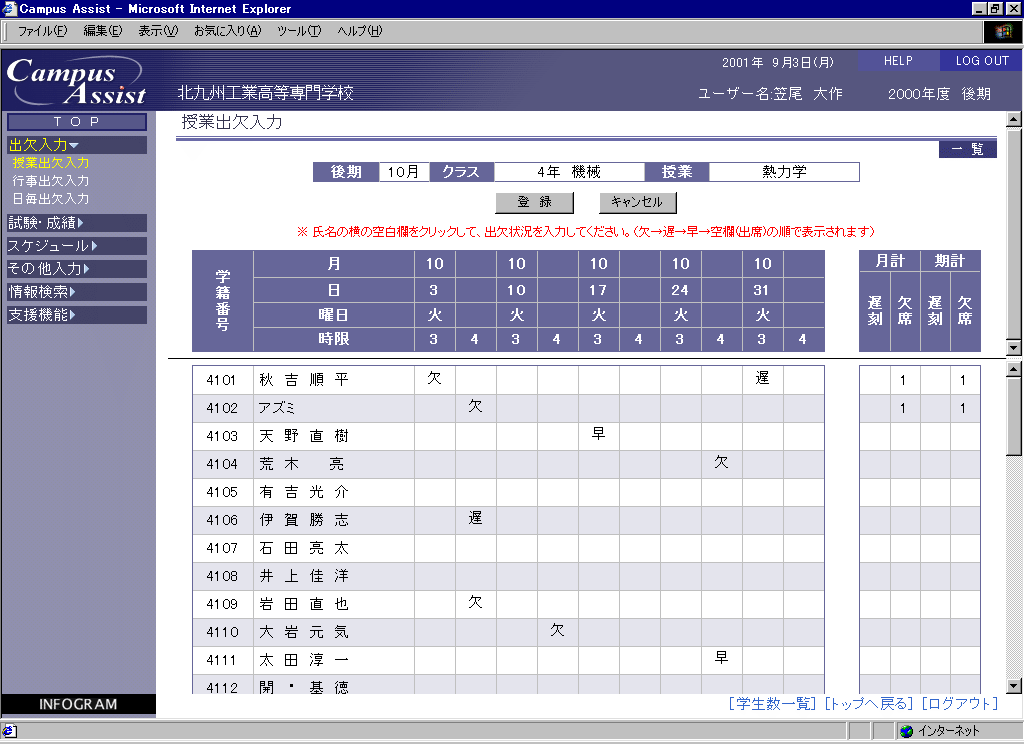 Campus Assist - Microsoft Internet Explorer
ファイル(F) 編集(E) 表示(V) お気に入り(A) ツール(T) ヘルプ(H)
Campus Assist
北九州工業高等専門学校
2001年 9月3日(月) HELP LOG OUT
ユーザー名:笠尾 大作 2000年度 後期
TOP
出欠入力▼
授業出欠入力
行事出欠入力
日毎出欠入力
試験・成績▶
スケジュール▶
その他入力▶
情報検索▶
支援機能▶
INFOGRAM
授業出欠入力
一 覧
後期 10月 クラス 4年 機械 授業 熱力学
登 録 キャンセル
※ 氏名の横の空白欄をクリックして、出欠状況を入力してください。(欠→遅→早→空欄(出席)の順で表示されます)
学籍番号
月 10 10 10 10 10
日 3 10 17 24 31
曜日 火 火 火 火 火
時限 3 4 3 4 3 4 3 4 3 4
月計 期計
遅刻 欠席 遅刻 欠席
4101 秋 吉 順 平 欠 遅 1 1
4102 アズミ 欠 1 1
4103 天 野 直 樹 早
4104 荒 木 亮 欠
4105 有 吉 光 介
4106 伊 賀 勝 志 遅
4107 石 田 亮 太
4108 井 上 佳 洋
4109 岩 田 直 也 欠
4110 大 岩 元 気 欠
4111 太 田 淳 一 早
4112 開 ・ 基 徳
[学生数一覧] [トップへ戻る] [ログアウト]
インターネット